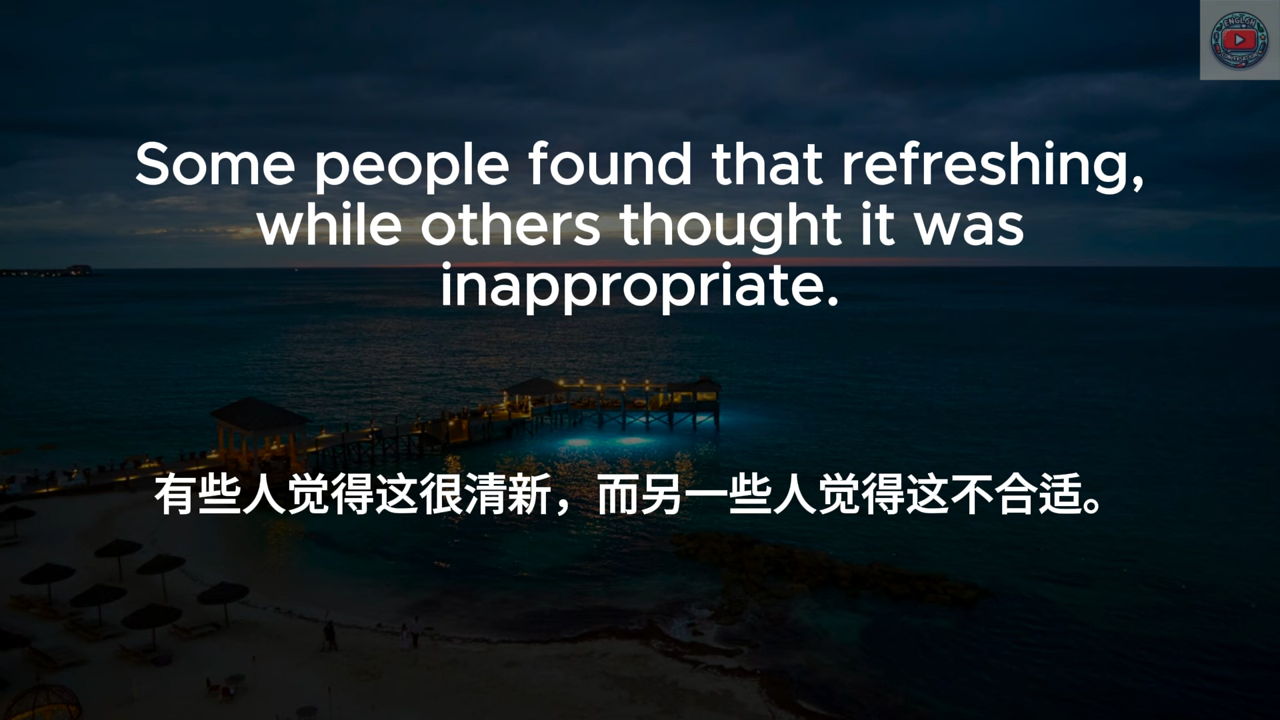 Some people found that refreshing,
while others thought it was
inappropriate.
有些人觉得这很清新，而另一些人觉得这不合适。
ENGLISH